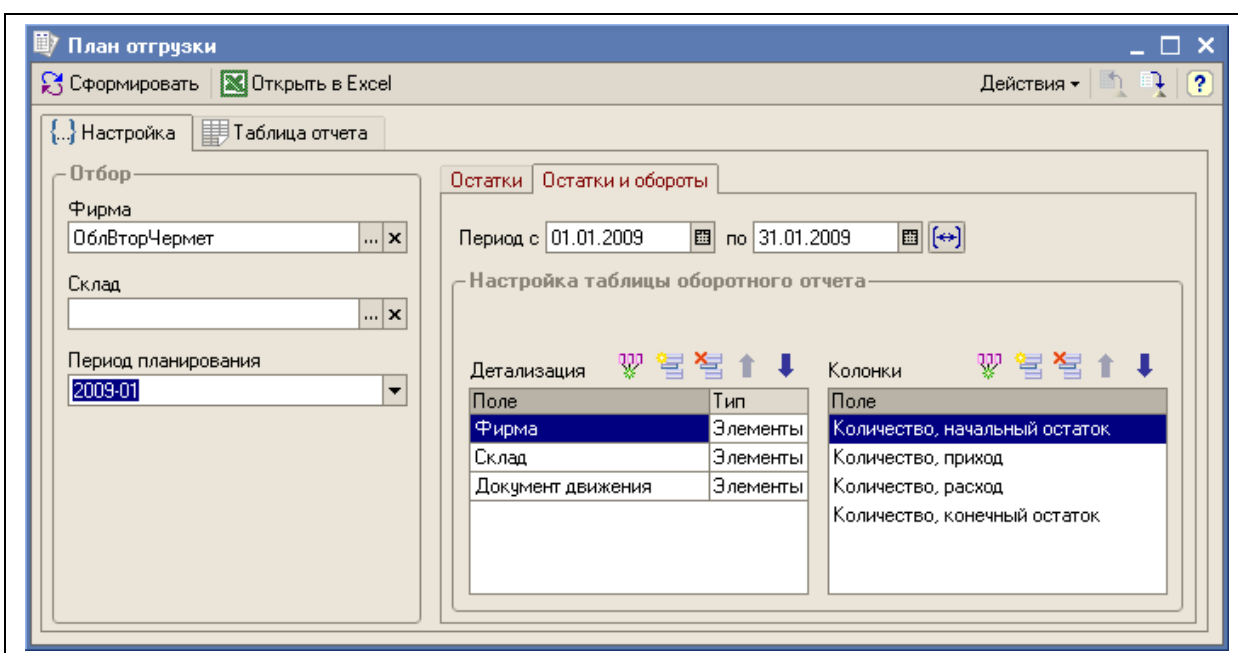 План отгрузки
Сформировать Открыть в Excel Действия
{...} Настройка Таблица отчета
Отбор
Фирма
ОблВторЧермет
Склад
Период планирования
2009-01
Остатки Остатки и обороты
Период с 01.01.2009 по 31.01.2009
Настройка таблицы оборотного отчета
Детализация
Поле Тип
Фирма Элементы
Склад Элементы
Документ движения Элементы
Колонки
Поле
Количество, начальный остаток
Количество, приход
Количество, расход
Количество, конечный остаток